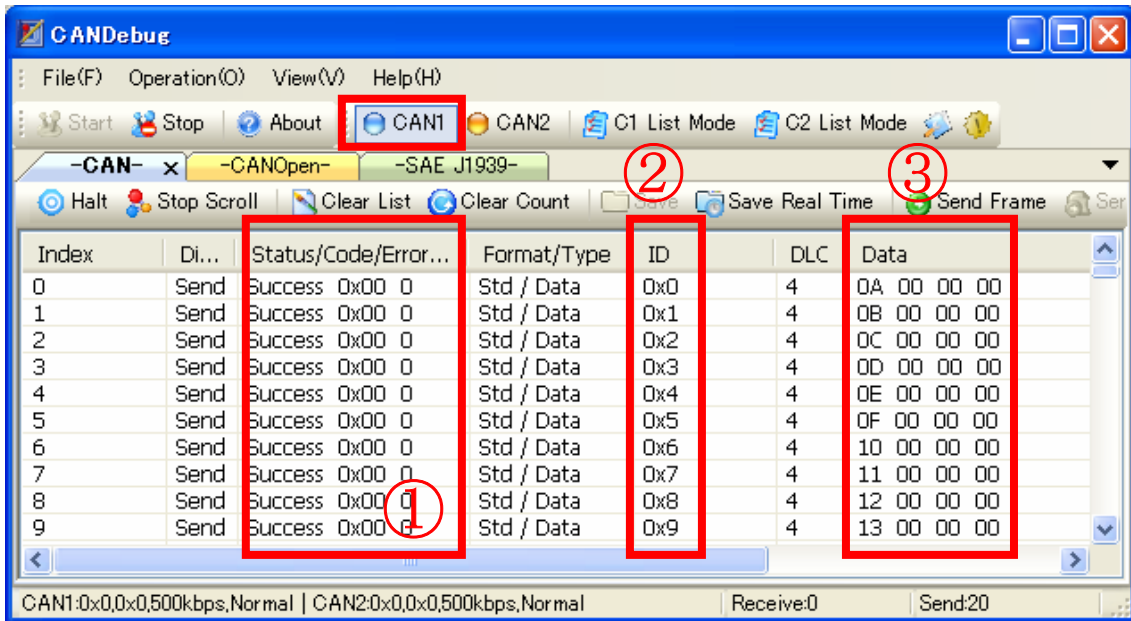 CANDebug
File(F) Operation(O) View(V) Help(H)
Start Stop About CAN1 CAN2 C1 List Mode C2 List Mode
-CAN- x -CANOpen- -SAE J1939-
② ③
Halt Stop Scroll Clear List Clear Count Save Save Real Time Send Frame Ser
Index Di... Status/Code/Error... Format/Type ID DLC Data
0 Send Success 0x00 0 Std / Data 0x0 4 0A 00 00 00
1 Send Success 0x00 0 Std / Data 0x1 4 0B 00 00 00
2 Send Success 0x00 0 Std / Data 0x2 4 0C 00 00 00
3 Send Success 0x00 0 Std / Data 0x3 4 0D 00 00 00
4 Send Success 0x00 0 Std / Data 0x4 4 0E 00 00 00
5 Send Success 0x00 0 Std / Data 0x5 4 0F 00 00 00
6 Send Success 0x00 0 Std / Data 0x6 4 10 00 00 00
7 Send Success 0x00 0 Std / Data 0x7 4 11 00 00 00
8 Send Success 0x00 0 Std / Data 0x8 4 12 00 00 00
①
9 Send Success 0x00 0 Std / Data 0x9 4 13 00 00 00
CAN1:0x0,0x0,500kbps,Normal | CAN2:0x0,0x0,500kbps,Normal Receive:0 Send:20